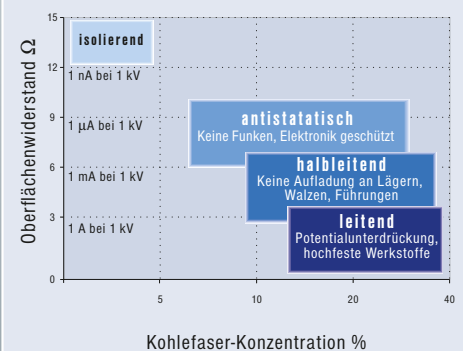 Oberflächenwiderstand Ω
15
12
9
6
3
0
isolierend
1 nA bei 1 kV
1 µA bei 1 kV
1 mA bei 1 kV
1 A bei 1 kV
antistatatisch
Keine Funken, Elektronik geschützt
halbleitend
Keine Aufladung an Lägern,
Walzen, Führungen
leitend
Potentialunterdrückung,
hochfeste Werkstoffe
5
10
20
40
Kohlefaser-Konzentration %